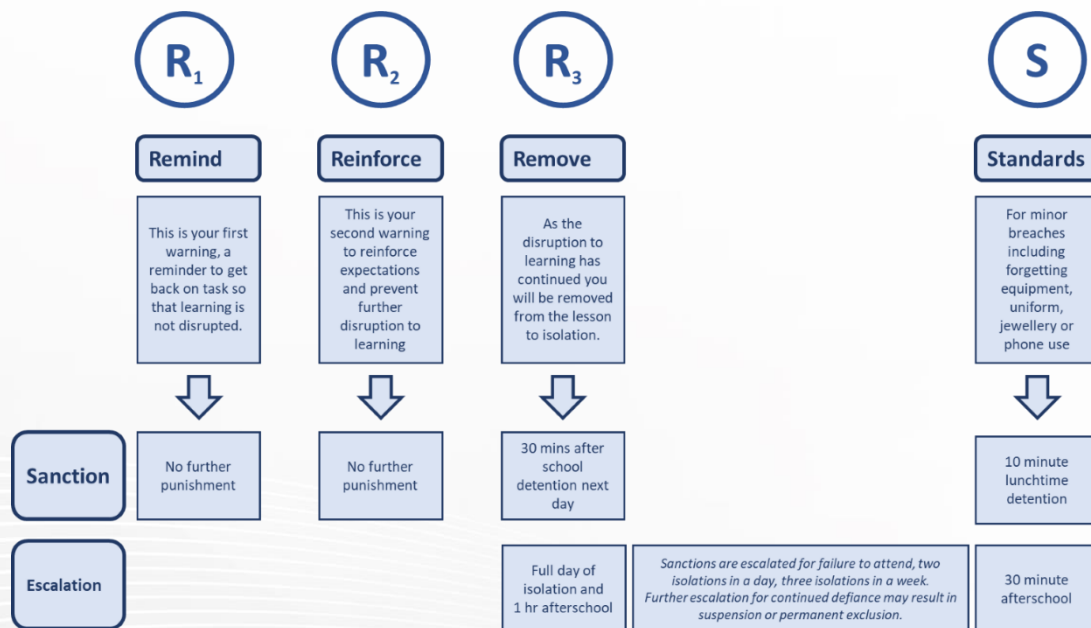 R1
R2
R3
S
Remind
Reinforce
Remove
Standards
This is your first
warning, a
reminder to get
back on task so
that learning is
not disrupted.
This is your
second warning
to reinforce
expectations
and prevent
further
disruption to
learning
As the
disruption to
learning has
continued you
will be removed
from the lesson
to isolation.
For minor
breaches
including
forgetting
equipment,
uniform,
jewellery or
phone use
Sanction
No further
punishment
No further
punishment
30 mins after
school
detention next
day
10 minute
lunchtime
detention
Escalation
Full day of
isolation and
1 hr afterschool
Sanctions are escalated for failure to attend, two
isolations in a day, three isolations in a week.
Further escalation for continued defiance may result in
suspension or permanent exclusion.
30 minute
afterschool